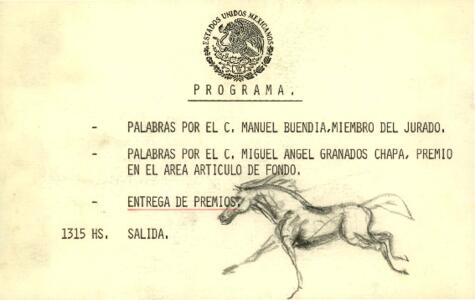 ESTADOS UNIDOS MEXICANOS
PROGRAMA.
- PALABRAS POR EL C. MANUEL BUENDIA,MIEMBRO DEL JURADO.
- PALABRAS POR EL C. MIGUEL ANGEL GRANADOS CHAPA, PREMIO
EN EL AREA ARTICULO DE FONDO.
- ENTREGA DE PREMIOS.
1315 HS. SALIDA.